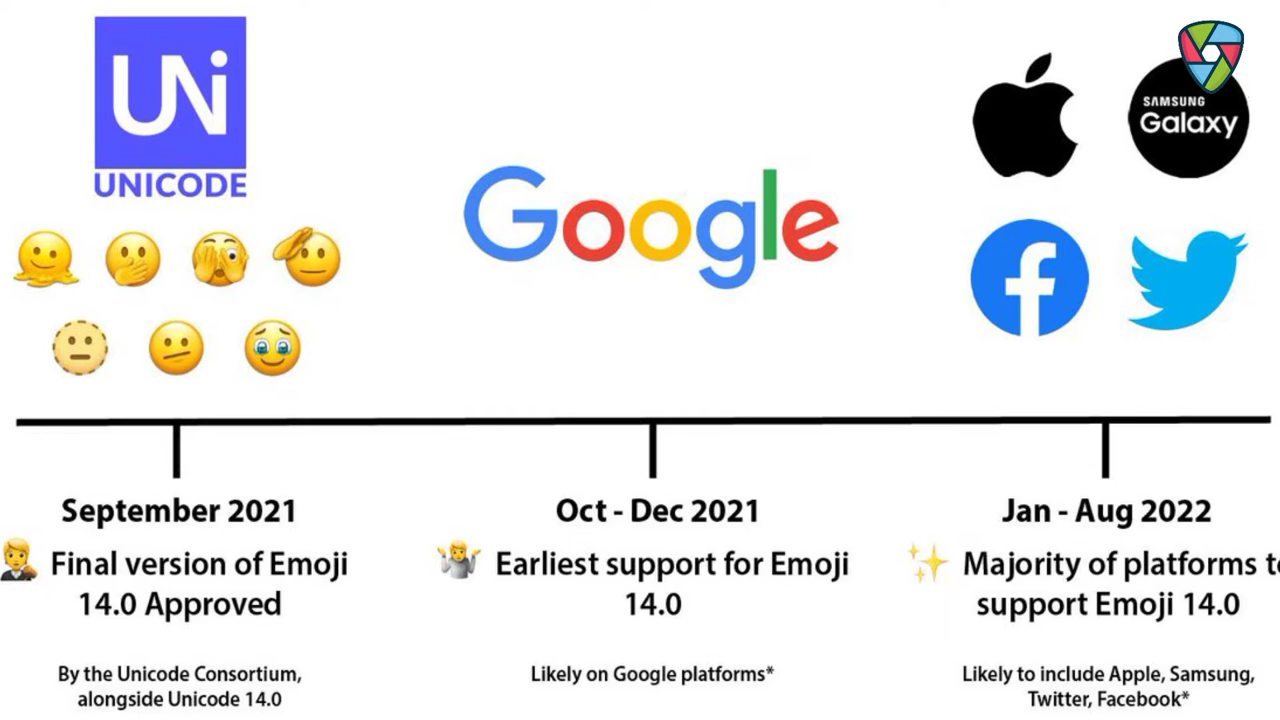 UNi
UNICODE
Google
SAMSUNG
Galaxy
September 2021
Final version of Emoji
14.0 Approved
By the Unicode Consortium,
alongside Unicode 14.0
Oct - Dec 2021
Earliest support for Emoji
14.0
Likely on Google platforms*
Jan - Aug 2022
Majority of platforms t
support Emoji 14.0
Likely to include Apple, Samsung,
Twitter, Facebook*